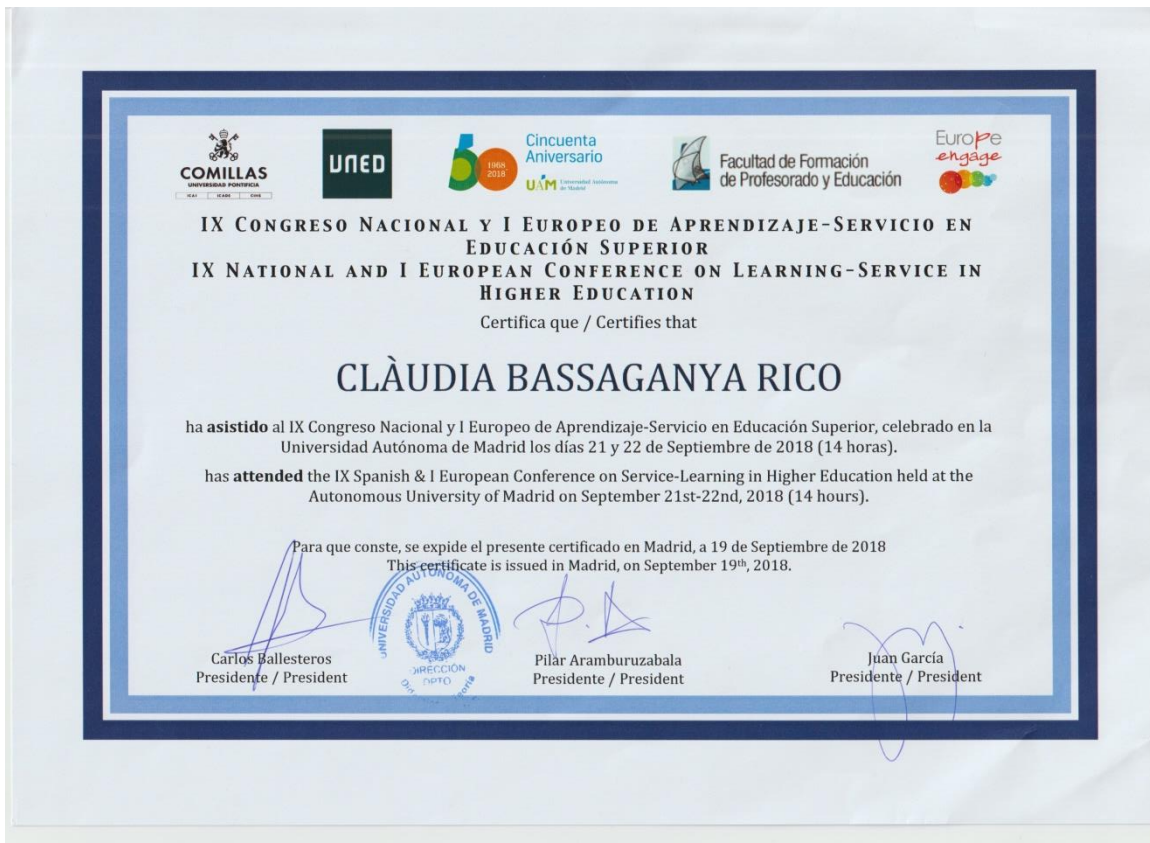 COMILLAS
UNIVERSIDAD PONTIFICIA
ICAI ICADE CIHS
UNED
50
1968
2018
Cincuenta
Aniversario
UAM Universidad Autónoma
de Madrid
Facultad de Formación
de Profesorado y Educación
Europe
engage
IX CONGRESO NACIONAL Y I EUROPEO DE APRENDIZAJE-SERVICIO EN
EDUCACIÓN SUPERIOR
IX NATIONAL AND I EUROPEAN CONFERENCE ON LEARNING-SERVICE IN
HIGHER EDUCATION
Certifica que / Certifies that
CLÀUDIA BASSAGANYA RICO
ha asistido al IX Congreso Nacional y I Europeo de Aprendizaje-Servicio en Educación Superior, celebrado en la
Universidad Autónoma de Madrid los días 21 y 22 de Septiembre de 2018 (14 horas).
has attended the IX Spanish & I European Conference on Service-Learning in Higher Education held at the
Autonomous University of Madrid on September 21st-22nd, 2018 (14 hours).
Para que conste, se expide el presente certificado en Madrid, a 19 de Septiembre de 2018
This certificate is issued in Madrid, on September 19th, 2018.
UNIVERSIDAD AUTONOMA DE MADRID
DIRECCIÓN
DPTO
Carlos Ballesteros
Presidente / President
Pilar Aramburuzabala
Presidente / President
Juan García
Presidente / President